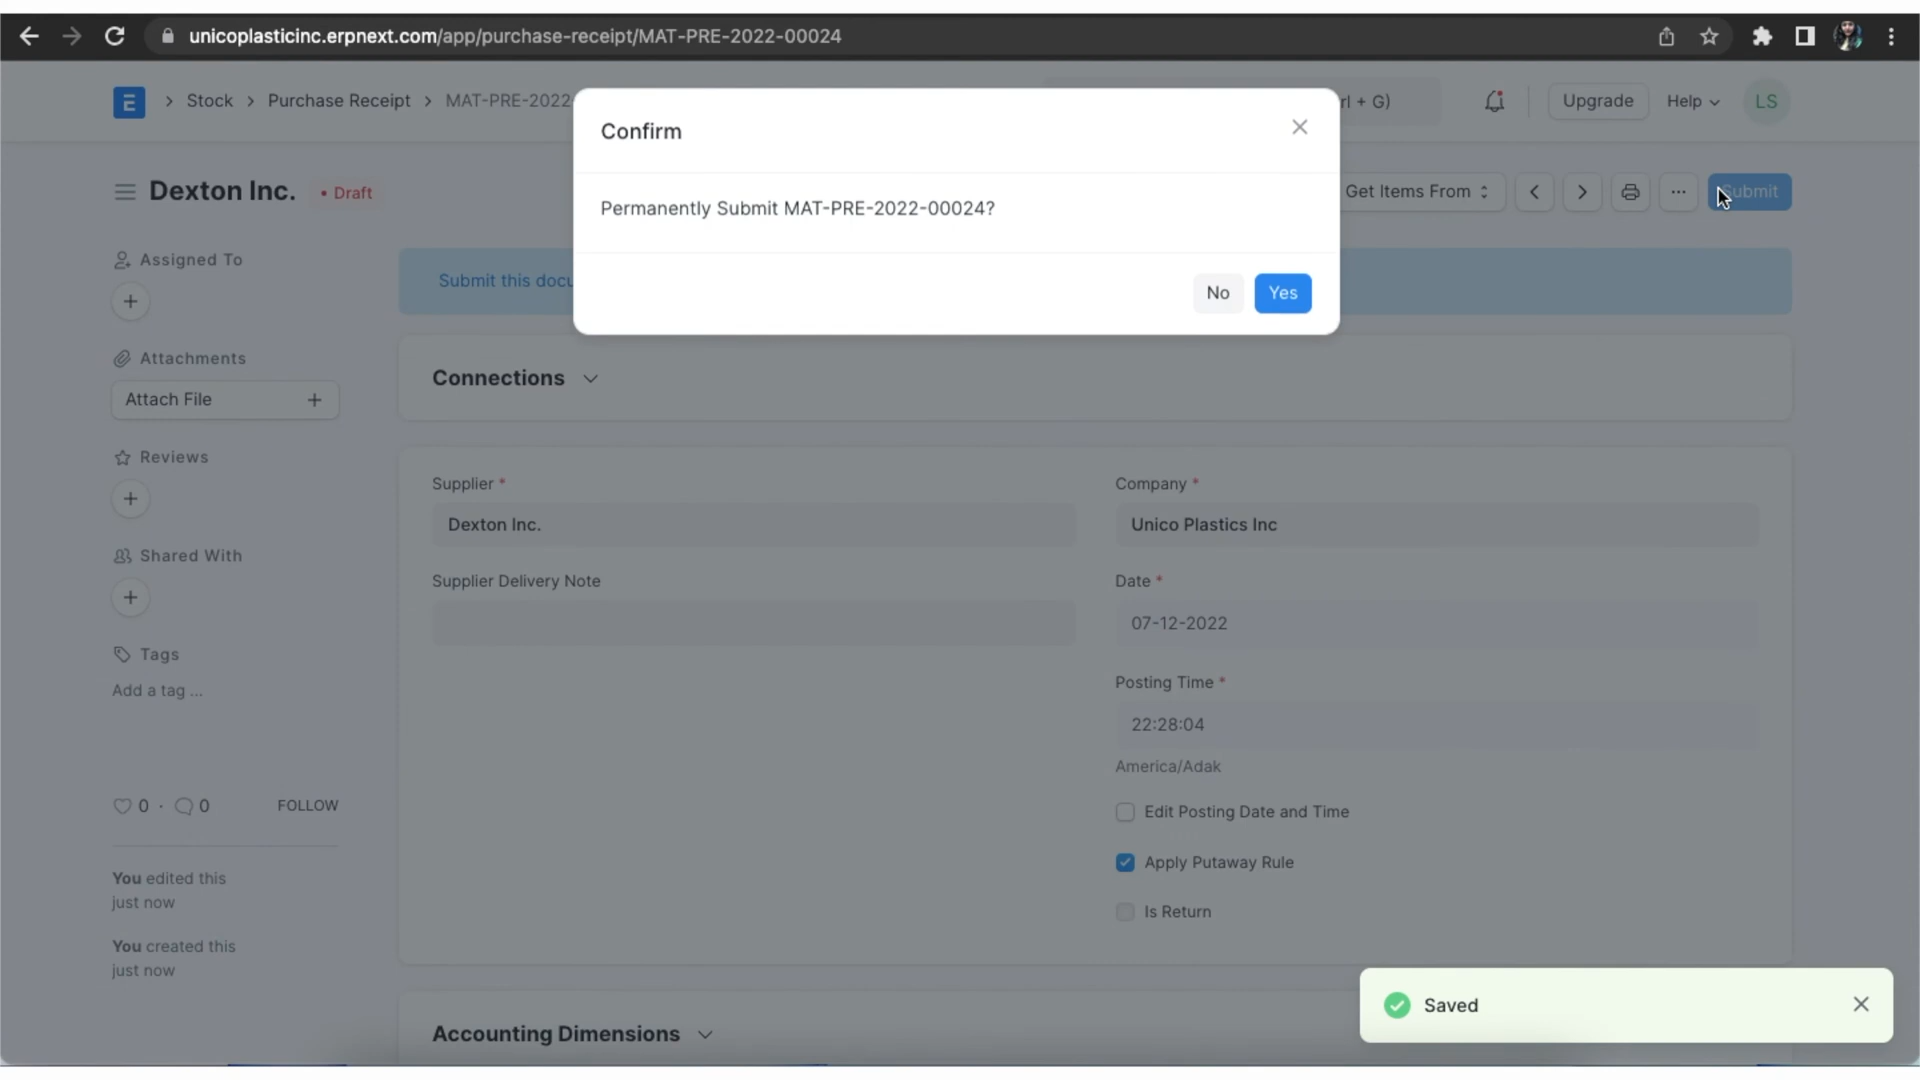 unicoplasticinc.erpnext.com/app/purchase-receipt/MAT-PRE-2022-00024
E
Stock
Purchase Receipt
MAT-PRE-2022-
rl + G)
Upgrade
Help
LS
Confirm
Permanently Submit MAT-PRE-2022-00024?
No
Yes
Dexton Inc.
• Draft
Get Items From
...
Submit
Submit this docu
Assigned To
Attachments
Attach File
Reviews
Shared With
Tags
Add a tag ...
0 · 0
FOLLOW
You edited this
just now
You created this
just now
Connections
Supplier *
Dexton Inc.
Supplier Delivery Note
Company *
Unico Plastics Inc
Date *
07-12-2022
Posting Time *
22:28:04
America/Adak
Edit Posting Date and Time
Apply Putaway Rule
Is Return
Accounting Dimensions
Saved